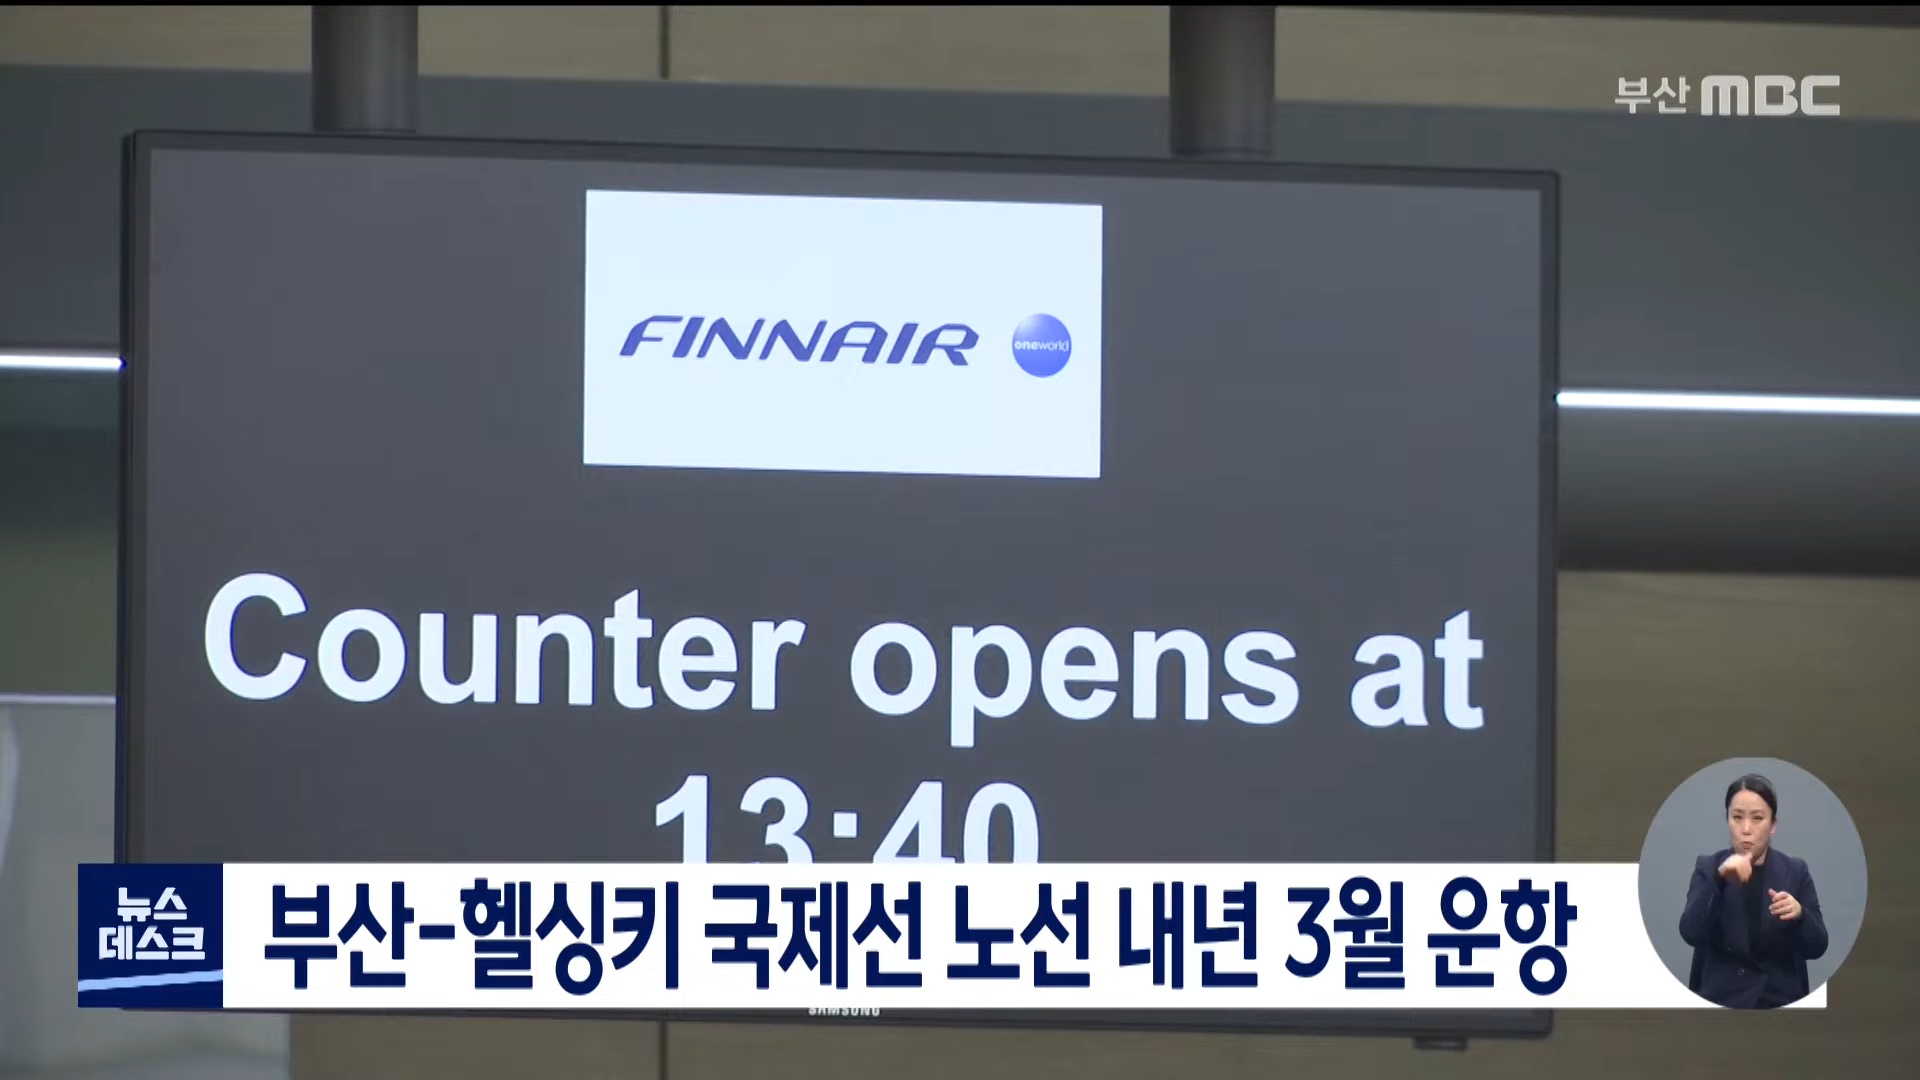 부산 MBC
FINNAIR oneworld
Counter opens at
13:40
뉴스
데스크
부산-헬싱키 국제선 노선 내년 3월 운항
SAMSUNG